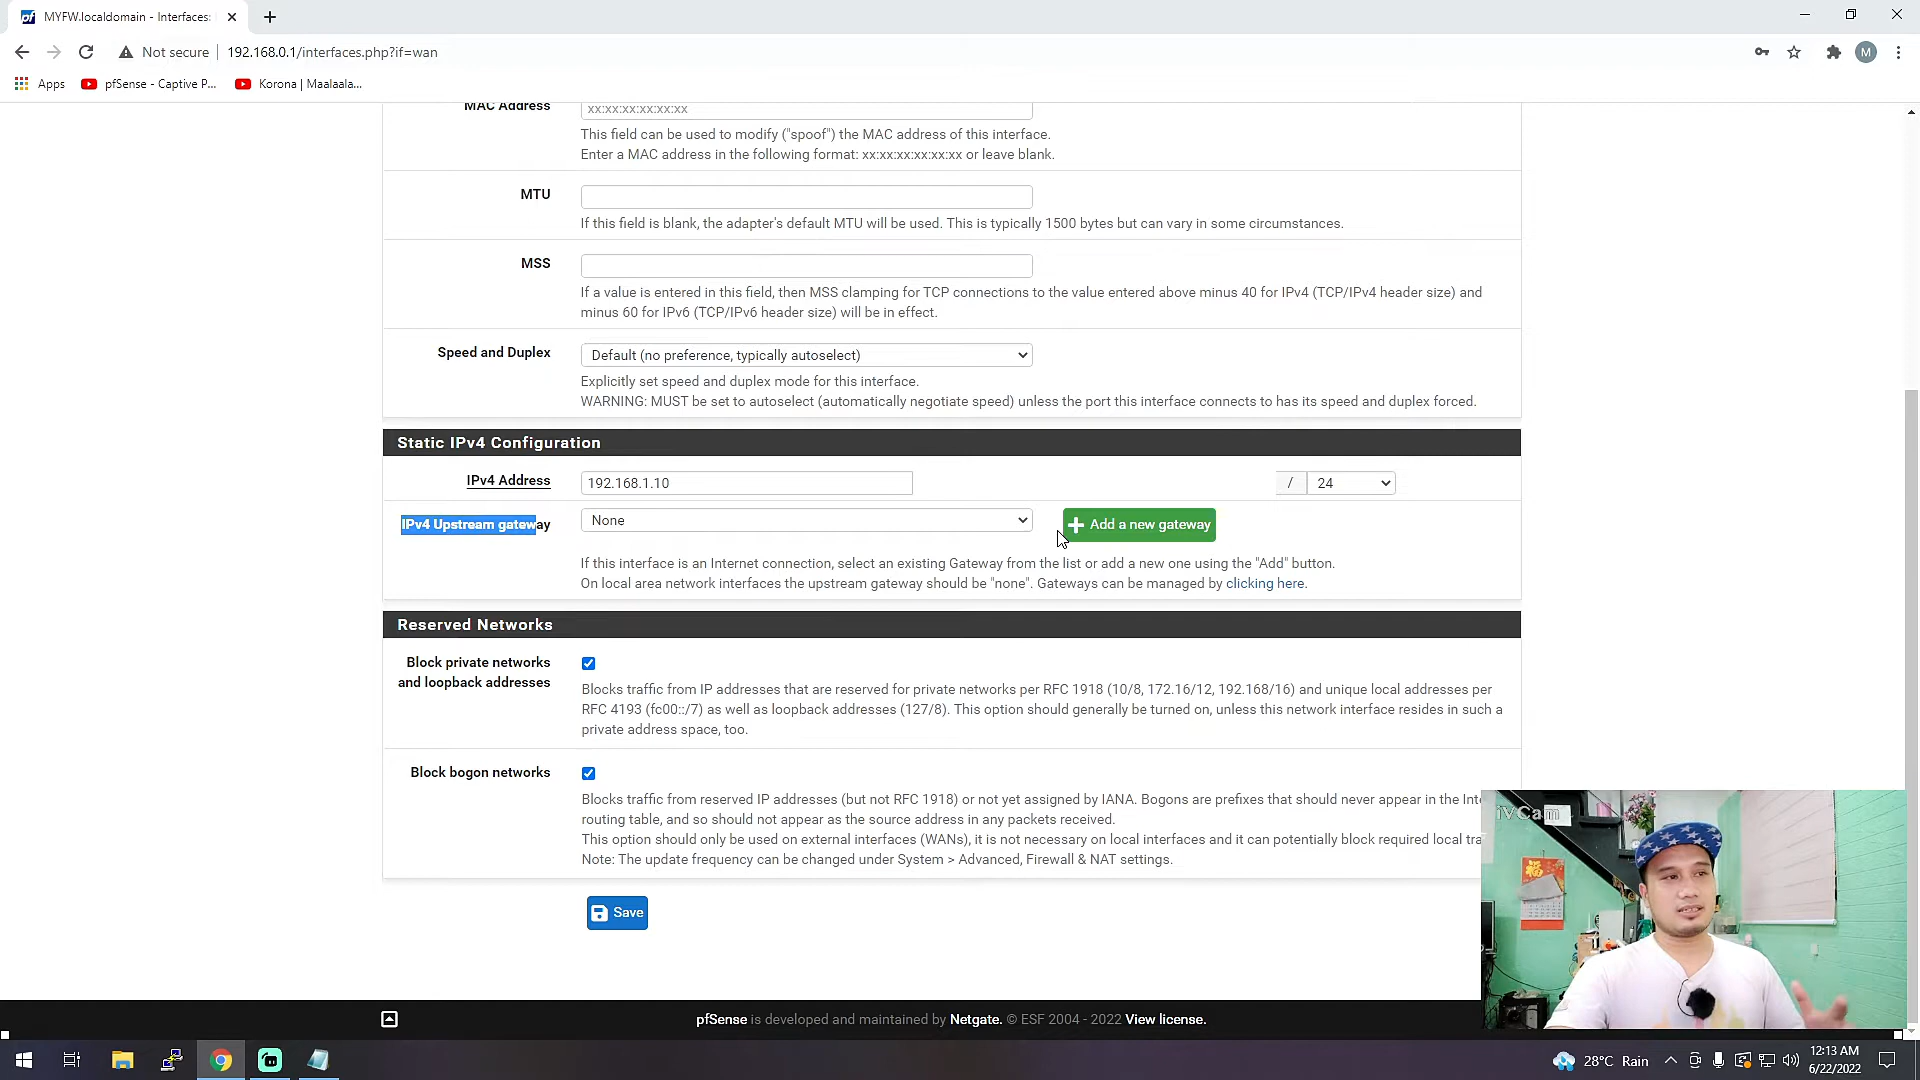 MYFW.localdomain - Interfaces:
Not secure
192.168.0.1/interfaces.php?if=wan
M
Apps
pfSense - Captive P...
Korona | Maalaala...
MAC Address
xx:xx:xx:xx:xx:xx
This field can be used to modify ("spoof") the MAC address of this interface.
Enter a MAC address in the following format: xx:xx:xx:xx:xx:xx or leave blank.
MTU
If this field is blank, the adapter's default MTU will be used. This is typically 1500 bytes but can vary in some circumstances.
MSS
If a value is entered in this field, then MSS clamping for TCP connections to the value entered above minus 40 for IPv4 (TCP/IPv4 header size) and
minus 60 for IPv6 (TCP/IPv6 header size) will be in effect.
Speed and Duplex
Default (no preference, typically autoselect)
Explicitly set speed and duplex mode for this interface.
WARNING: MUST be set to autoselect (automatically negotiate speed) unless the port this interface connects to has its speed and duplex forced.
Static IPv4 Configuration
IPv4 Address
192.168.1.10
/
24
IPv4 Upstream gateway
None
Add a new gateway
If this interface is an Internet connection, select an existing Gateway from the list or add a new one using the "Add" button.
On local area network interfaces the upstream gateway should be "none". Gateways can be managed by clicking here.
Reserved Networks
Block private networks
and loopback addresses
Blocks traffic from IP addresses that are reserved for private networks per RFC 1918 (10/8, 172.16/12, 192.168/16) and unique local addresses per
RFC 4193 (fc00::/7) as well as loopback addresses (127/8). This option should generally be turned on, unless this network interface resides in such a
private address space, too.
Block bogon networks
Blocks traffic from reserved IP addresses (but not RFC 1918) or not yet assigned by IANA. Bogons are prefixes that should never appear in the Inte
routing table, and so should not appear as the source address in any packets received.
This option should only be used on external interfaces (WANs), it is not necessary on local interfaces and it can potentially block required local tra
Note: The update frequency can be changed under System > Advanced, Firewall & NAT settings.
iVCam
Save
pfSense is developed and maintained by Netgate. © ESF 2004 - 2022 View license.
28°C Rain
12:13 AM
6/22/2022